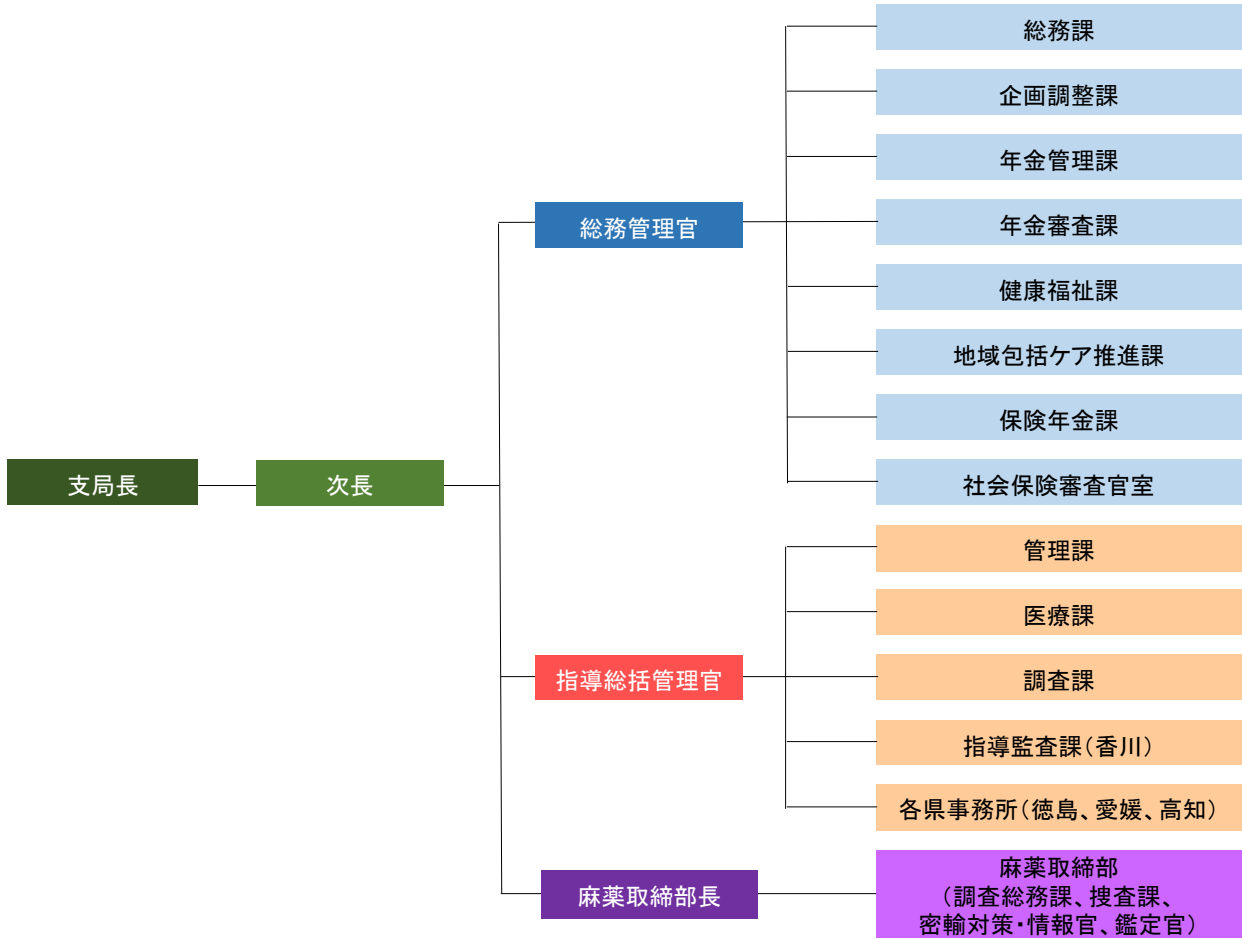 支局長
次長
総務管理官
総務課
企画調整課
年金管理課
年金審査課
健康福祉課
地域包括ケア推進課
保険年金課
社会保険審査官室
指導総括管理官
管理課
医療課
調査課
指導監査課(香川)
各県事務所(徳島、愛媛、高知)
麻薬取締部長
麻薬取締部
(調査総務課、捜査課、
密輸対策・情報官、鑑定官)